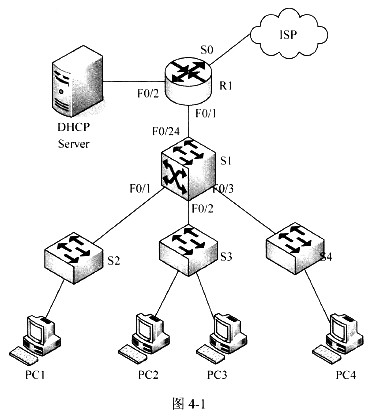 S0
ISP
R1
F0/2
F0/1
DHCP
Server
F0/24
S1
F0/1
F0/3
F0/2
S2
S3
S4
PC1
PC2
PC3
PC4
图 4-1